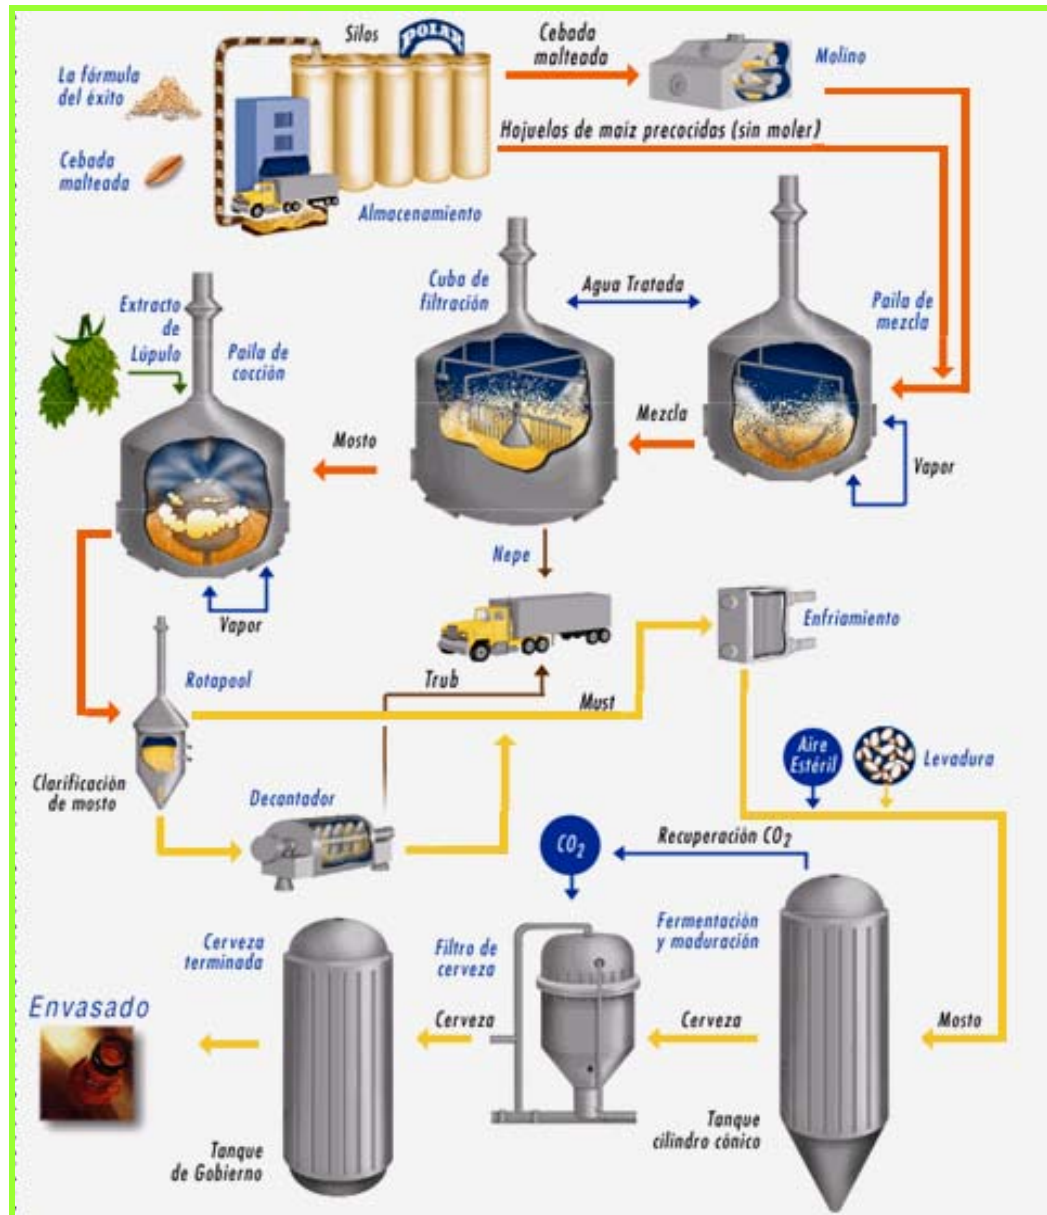 Silos
POLAR
Cebada
malteada
Molino
La fórmula
del éxito
Hojuelas de maíz precocidas (sin moler)
Cebada
malteada
Almacenamiento
Cuba de
filtración
Agua Tratada
Paila de
mezcla
Extracto
de
Lúpulo
Paila de
cocción
Mosto
Mezcla
Vapor
Nepe
Vapor
Enfriamiento
Rotapool
Trub
Must
Aire
Estéril
Levadura
Clarificación
de mosto
Decantador
CO2
Recuperación CO2
Cerveza
terminada
Filtro de
cerveza
Fermentación
y maduración
Envasado
Cerveza
Cerveza
Mosto
Tanque
de Gobierno
Tanque
cilindro cónico